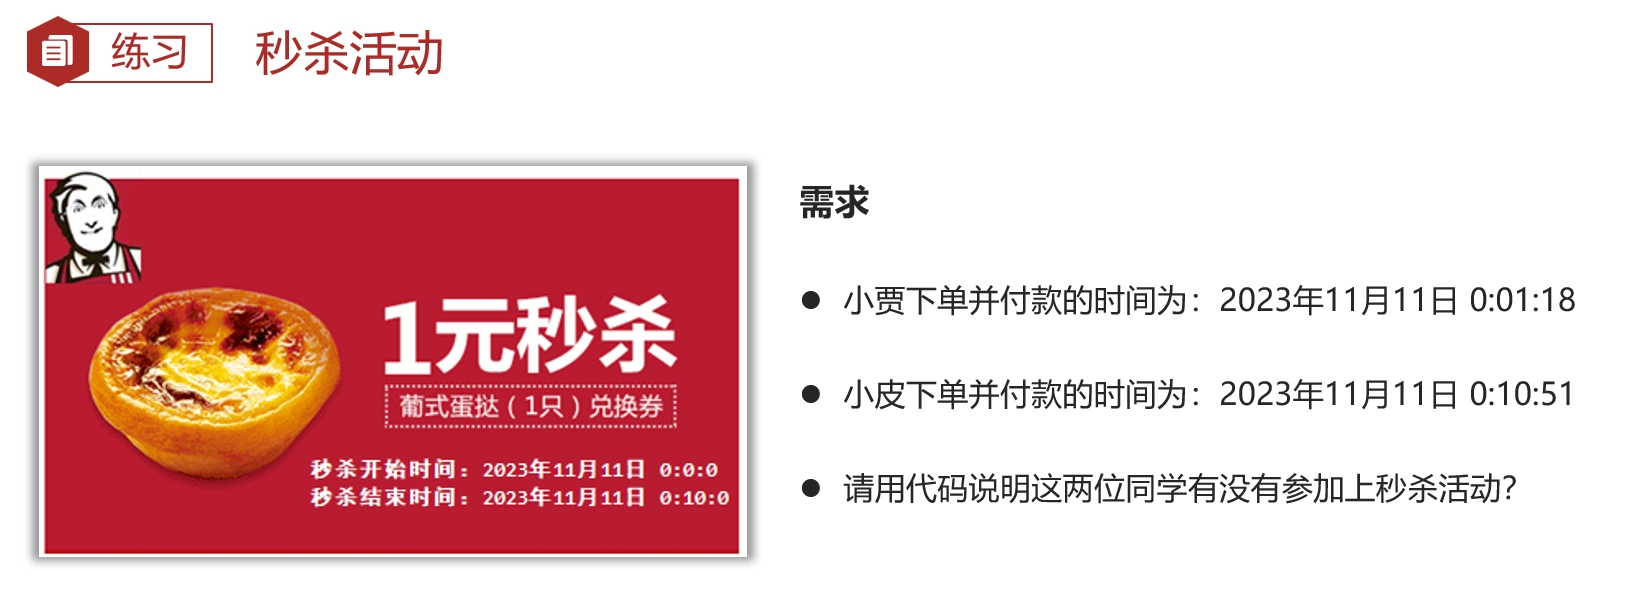 练习
秒杀活动
1元秒杀
葡式蛋挞（1只）兑换券
秒杀开始时间：2023年11月11日 0:0:0
秒杀结束时间：2023年11月11日 0:10:0
需求
● 小贾下单并付款的时间为：2023年11月11日 0:01:18
● 小皮下单并付款的时间为：2023年11月11日 0:10:51
● 请用代码说明这两位同学有没有参加上秒杀活动？